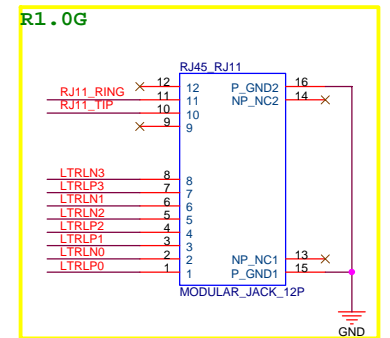 R1.0G
RJ45_RJ11
12 12 P_GND2 16
RJ11_RING 11 11 NP_NC2 14
RJ11_TIP 10 10
9 9
LTRLN3 8 8
LTRLP3 7 7
LTRLN1 6 6
LTRLN2 5 5
LTRLP2 4 4
LTRLP1 3 3
LTRLN0 2 2 NP_NC1 13
LTRLP0 1 1 P_GND1 15
MODULAR_JACK_12P
GND